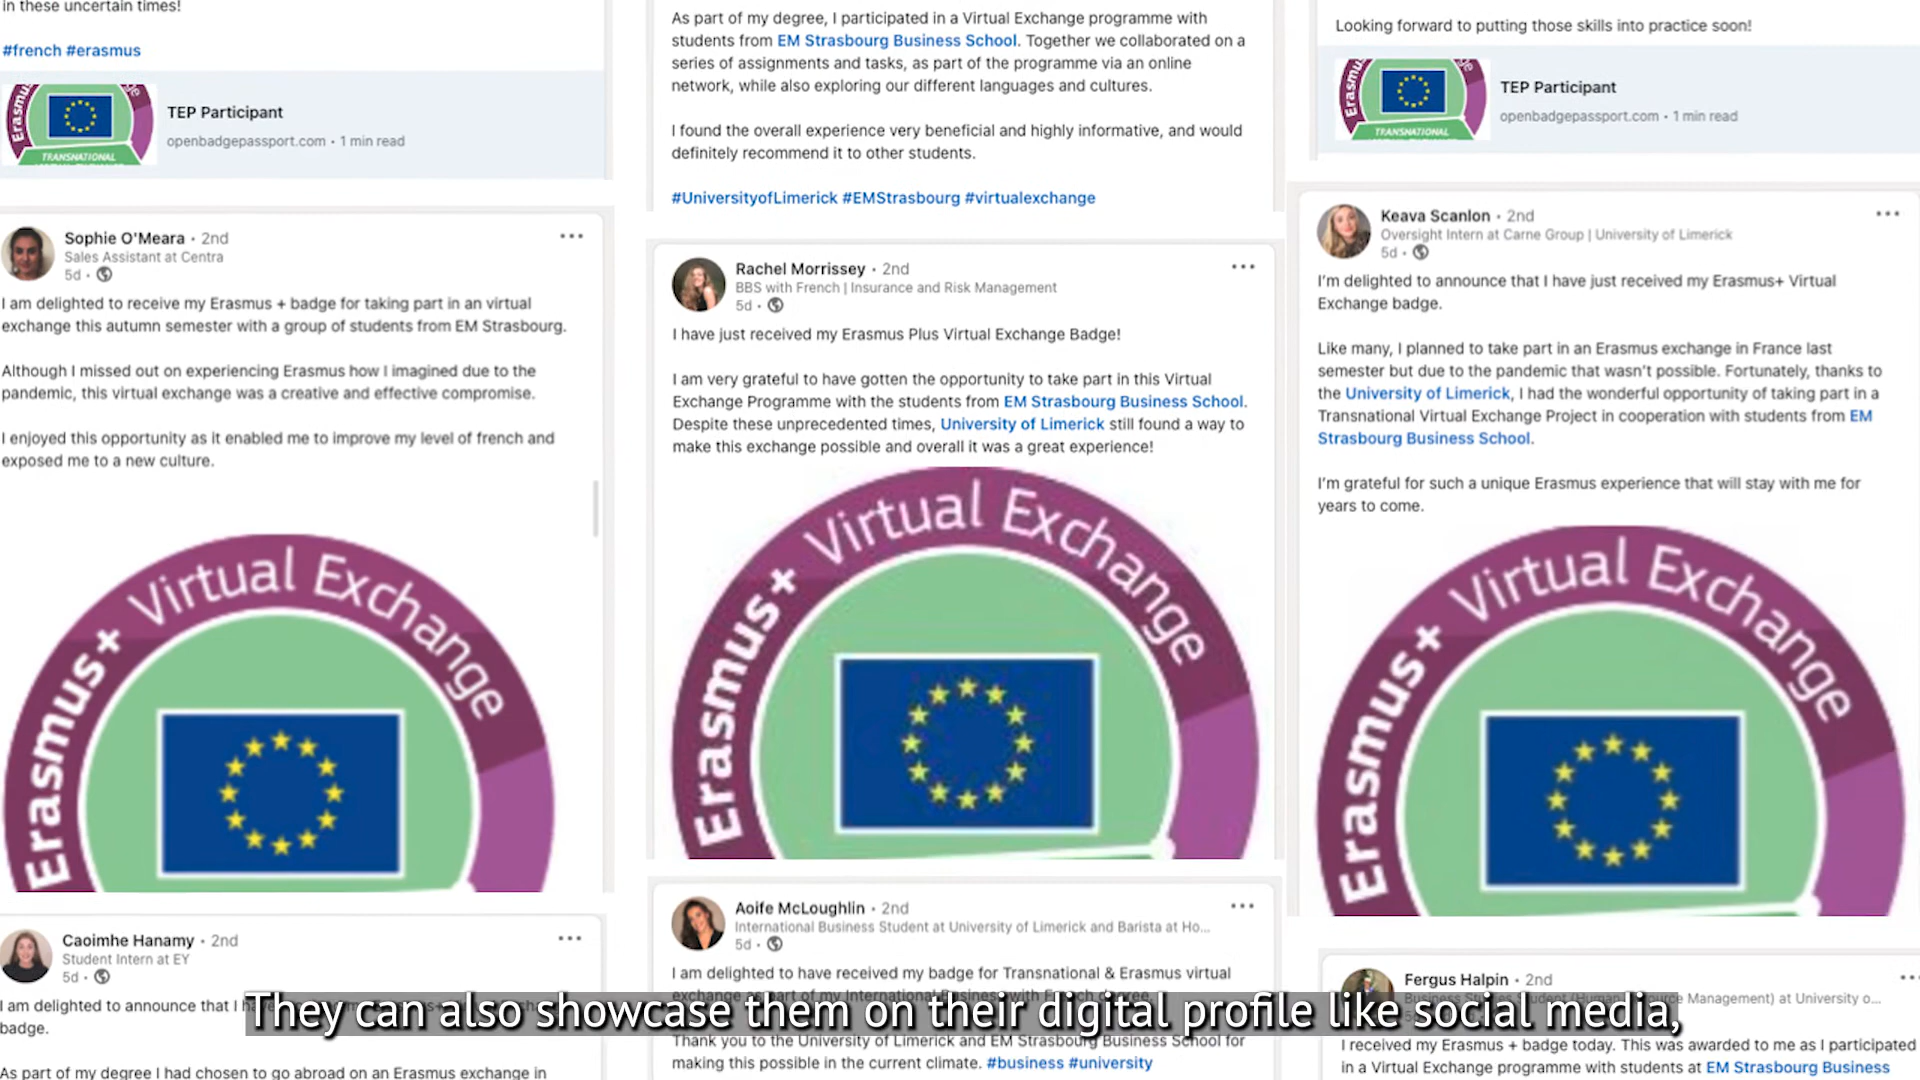 in these uncertain times!
#french #erasmus
Erasmus
ge
TRANSNATIONAL
TEP Participant
openbadgepassport.com • 1 min read
Sophie O'Meara • 2nd
Sales Assistant at Centra
5d •
I am delighted to receive my Erasmus + badge for taking part in an virtual
exchange this autumn semester with a group of students from EM Strasbourg.
Although I missed out on experiencing Erasmus how I imagined due to the
pandemic, this virtual exchange was a creative and effective compromise.
I enjoyed this opportunity as it enabled me to improve my level of french and
exposed me to a new culture.
Erasmus+ Virtual Exchange
Caoimhe Hanamy • 2nd
Student Intern at EY
5d •
I am delighted to announce that I
badge.
As part of my degree I had chosen to go abroad on an Erasmus exchange in
As part of my degree, I participated in a Virtual Exchange programme with
students from EM Strasbourg Business School. Together we collaborated on a
series of assignments and tasks, as part of the programme via an online
network, while also exploring our different languages and cultures.
I found the overall experience very beneficial and highly informative, and would
definitely recommend it to other students.
#UniversityofLimerick #EMStrasbourg #virtualexchange
Rachel Morrissey • 2nd
BBS with French | Insurance and Risk Management
5d •
I have just received my Erasmus Plus Virtual Exchange Badge!
I am very grateful to have gotten the opportunity to take part in this Virtual
Exchange Programme with the students from EM Strasbourg Business School.
Despite these unprecedented times, University of Limerick still found a way to
make this exchange possible and overall it was a great experience!
Erasmus+ Virtual Exchange
Aoife McLoughlin • 2nd
International Business Student at University of Limerick and Barista at Ho...
5d •
I am delighted to have received my badge for Transnational & Erasmus virtual
exchange as part of my International Business with French degree.
Thank you to the University of Limerick and EM Strasbourg Business School for
making this possible in the current climate. #business #university
Looking forward to putting those skills into practice soon!
Erasmus
ge
TRANSNATIONAL
TEP Participant
openbadgepassport.com • 1 min read
Keava Scanlon • 2nd
Oversight Intern at Carne Group | University of Limerick
5d •
I'm delighted to announce that I have just received my Erasmus+ Virtual
Exchange badge.
Like many, I planned to take part in an Erasmus exchange in France last
semester but due to the pandemic that wasn't possible. Fortunately, thanks to
the University of Limerick, I had the wonderful opportunity of taking part in a
Transnational Virtual Exchange Project in cooperation with students from EM
Strasbourg Business School.
I'm grateful for such a unique Erasmus experience that will stay with me for
years to come.
Erasmus+ Virtual Exchange
Fergus Halpin • 2nd
Business Studies Student (Human Resource Management) at University o...
I received my Erasmus + badge today. This was awarded to me as I participated
in a Virtual Exchange programme with students at EM Strasbourg Business
They can also showcase them on their digital profile like social media,